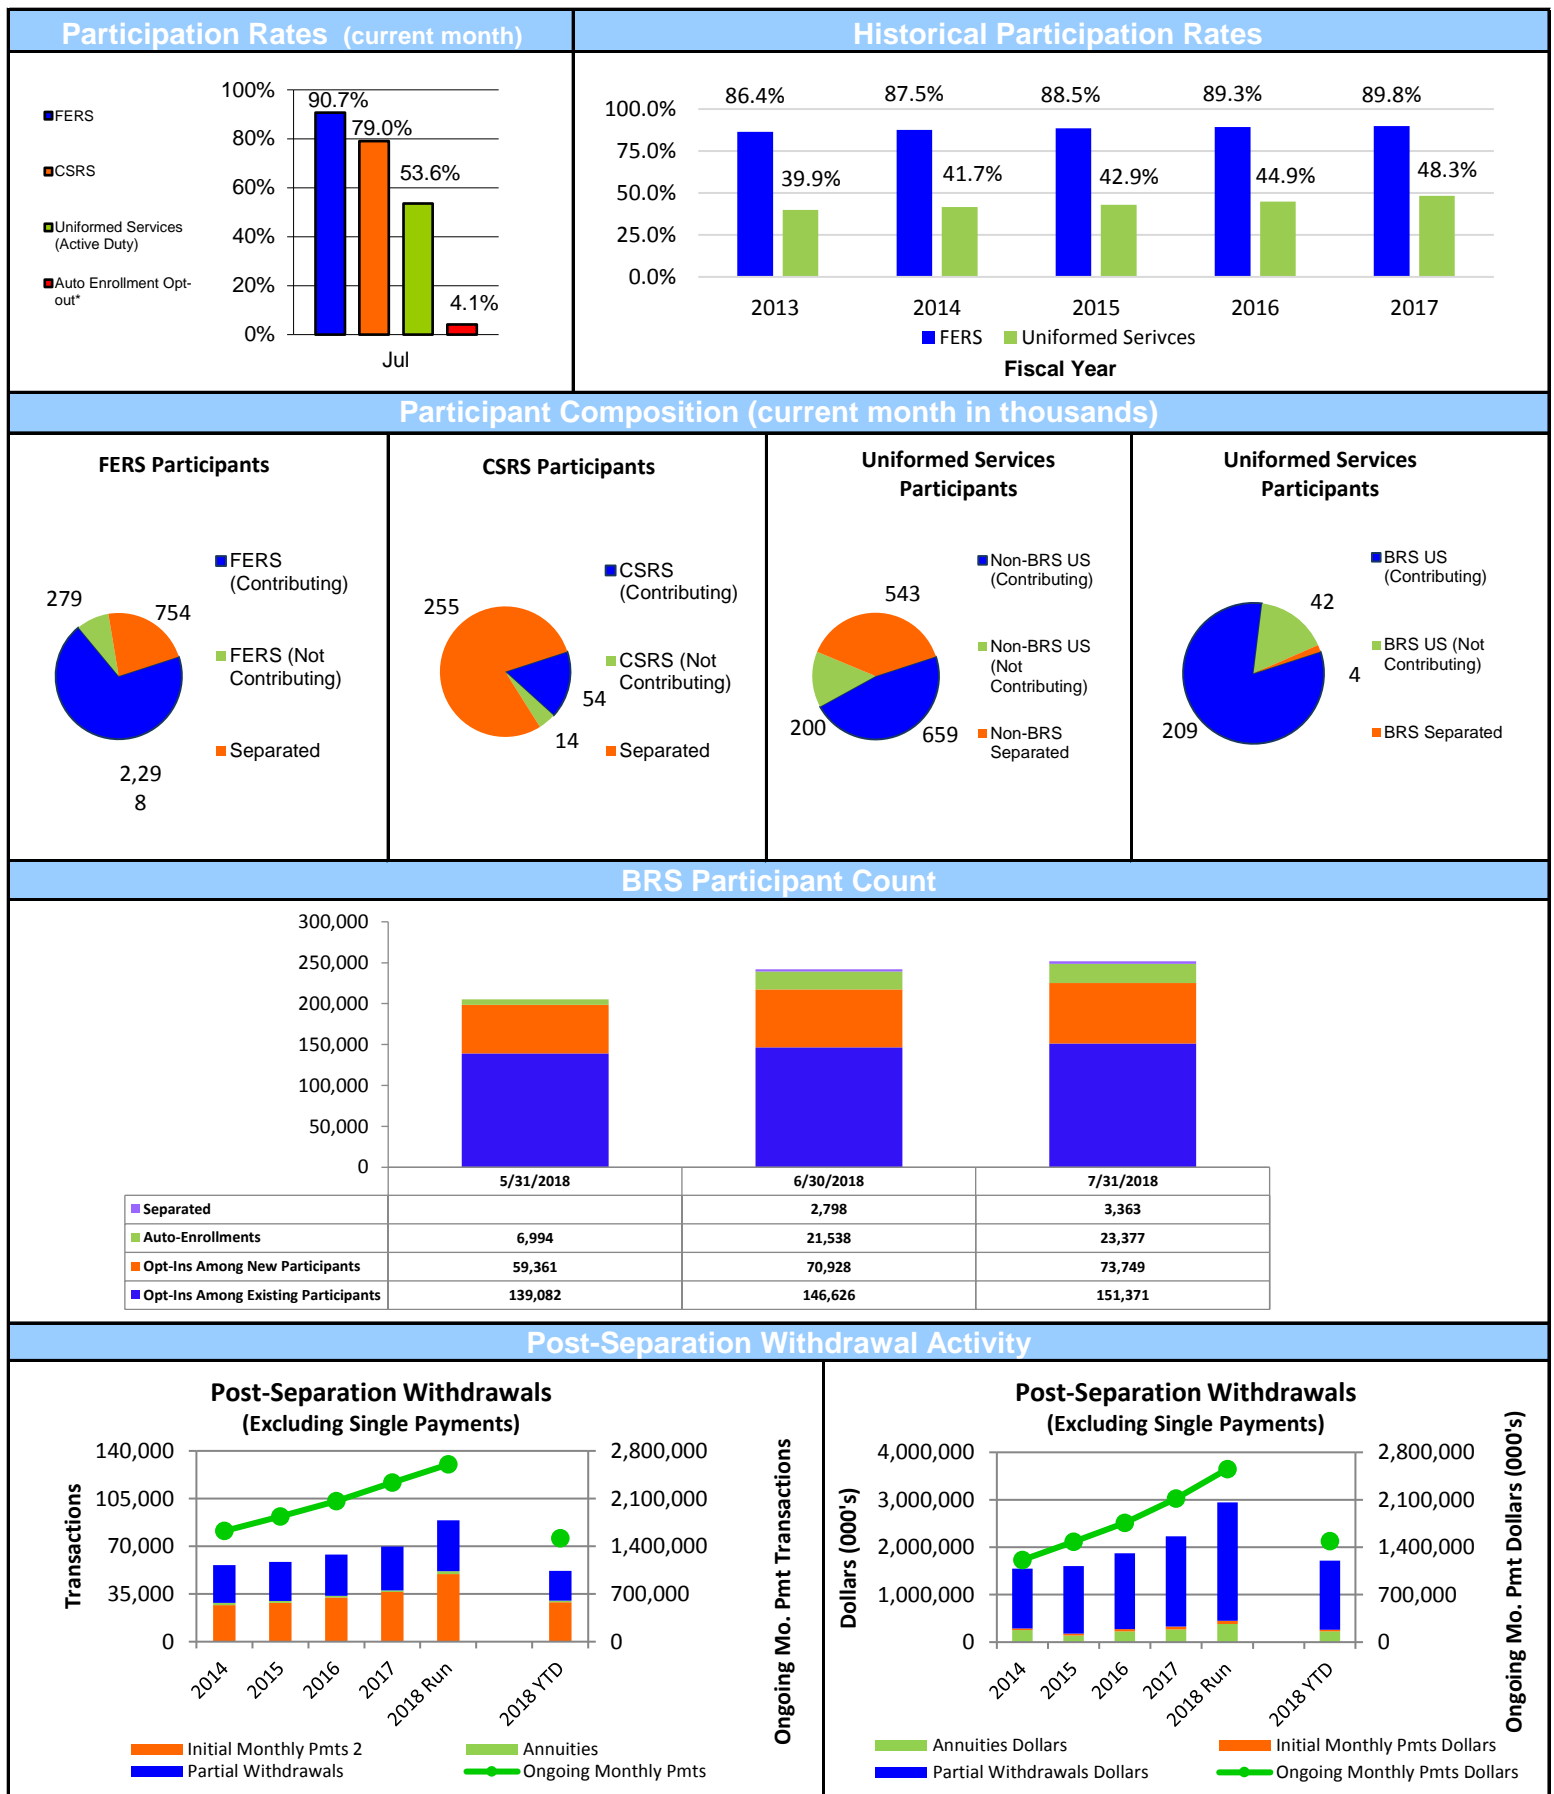 Participation Rates (current month)
Historical Participation Rates
FERS
CSRS
Uniformed Services
(Active Duty)
Auto Enrollment Opt-
out*
100%
80%
60%
40%
20%
0%
90.7%
79.0%
53.6%
4.1%
Jul
100.0%
75.0%
50.0%
25.0%
0.0%
86.4%
87.5%
88.5%
89.3%
89.8%
39.9%
41.7%
42.9%
44.9%
48.3%
2013
2014
2015
2016
2017
FERS
Uniformed Serivces
Fiscal Year
Participant Composition (current month in thousands)
FERS Participants
279
754
2,29
8
FERS
(Contributing)
FERS (Not
Contributing)
Separated
CSRS Participants
255
54
14
CSRS
(Contributing)
CSRS (Not
Contributing)
Separated
Uniformed Services
Participants
543
200
659
Non-BRS US
(Contributing)
Non-BRS US
(Not
Contributing)
Non-BRS
Separated
Uniformed Services
Participants
42
4
209
BRS US
(Contributing)
BRS US (Not
Contributing)
BRS Separated
BRS Participant Count
300,000
250,000
200,000
150,000
100,000
50,000
0
5/31/2018 6/30/2018 7/31/2018
Separated 2,798 3,363
Auto-Enrollments 6,994 21,538 23,377
Opt-Ins Among New Participants 59,361 70,928 73,749
Opt-Ins Among Existing Participants 139,082 146,626 151,371
Post-Separation Withdrawal Activity
Post-Separation Withdrawals
(Excluding Single Payments)
Transactions
140,000
105,000
70,000
35,000
0
2,800,000
2,100,000
1,400,000
700,000
0
Ongoing Mo. Pmt Transactions
2014
2015
2016
2017
2018 Run
2018 YTD
Initial Monthly Pmts 2
Annuities
Partial Withdrawals
Ongoing Monthly Pmts
Post-Separation Withdrawals
(Excluding Single Payments)
Dollars (000's)
4,000,000
3,000,000
2,000,000
1,000,000
0
2,800,000
2,100,000
1,400,000
700,000
0
Ongoing Mo. Pmt Dollars (000's)
2014
2015
2016
2017
2018 Run
2018 YTD
Annuities Dollars
Initial Monthly Pmts Dollars
Partial Withdrawals Dollars
Ongoing Monthly Pmts Dollars